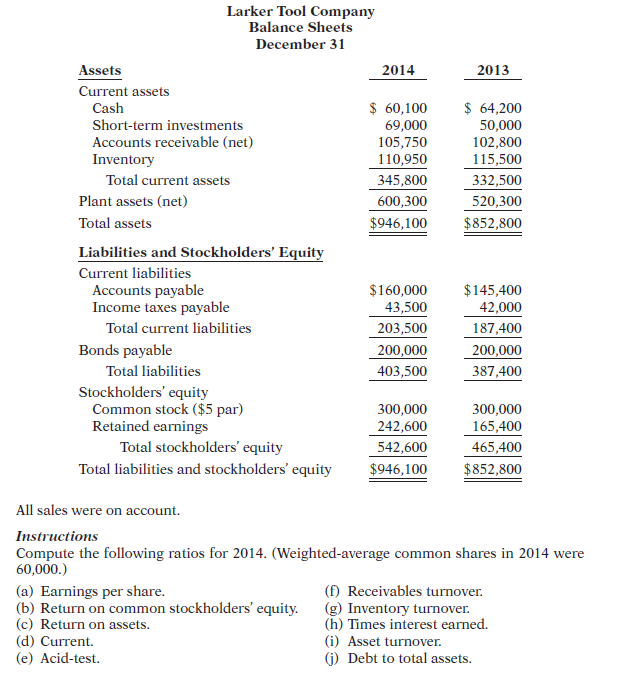 Larker Tool Company
Balance Sheets
December 31
Assets 2014 2013
Current assets
Cash $ 60,100 $ 64,200
Short-term investments 69,000 50,000
Accounts receivable (net) 105,750 102,800
Inventory 110,950 115,500
Total current assets 345,800 332,500
Plant assets (net) 600,300 520,300
Total assets $946,100 $852,800
Liabilities and Stockholders' Equity
Current liabilities
Accounts payable $160,000 $145,400
Income taxes payable 43,500 42,000
Total current liabilities 203,500 187,400
Bonds payable 200,000 200,000
Total liabilities 403,500 387,400
Stockholders' equity
Common stock ($5 par) 300,000 300,000
Retained earnings 242,600 165,400
Total stockholders' equity 542,600 465,400
Total liabilities and stockholders' equity $946,100 $852,800
All sales were on account.
Instructions
Compute the following ratios for 2014. (Weighted-average common shares in 2014 were
60,000.)
(a) Earnings per share. (f) Receivables turnover.
(b) Return on common stockholders' equity. (g) Inventory turnover.
(c) Return on assets. (h) Times interest earned.
(d) Current. (i) Asset turnover.
(e) Acid-test. (j) Debt to total assets.